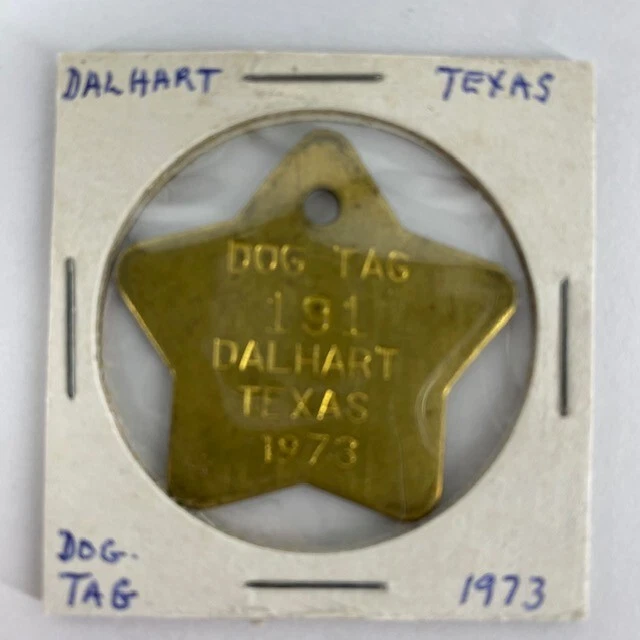 DALHART TEXAS
DOG TAG
191
DALHART
TEXAS
1973
DOG.
TAG 1973